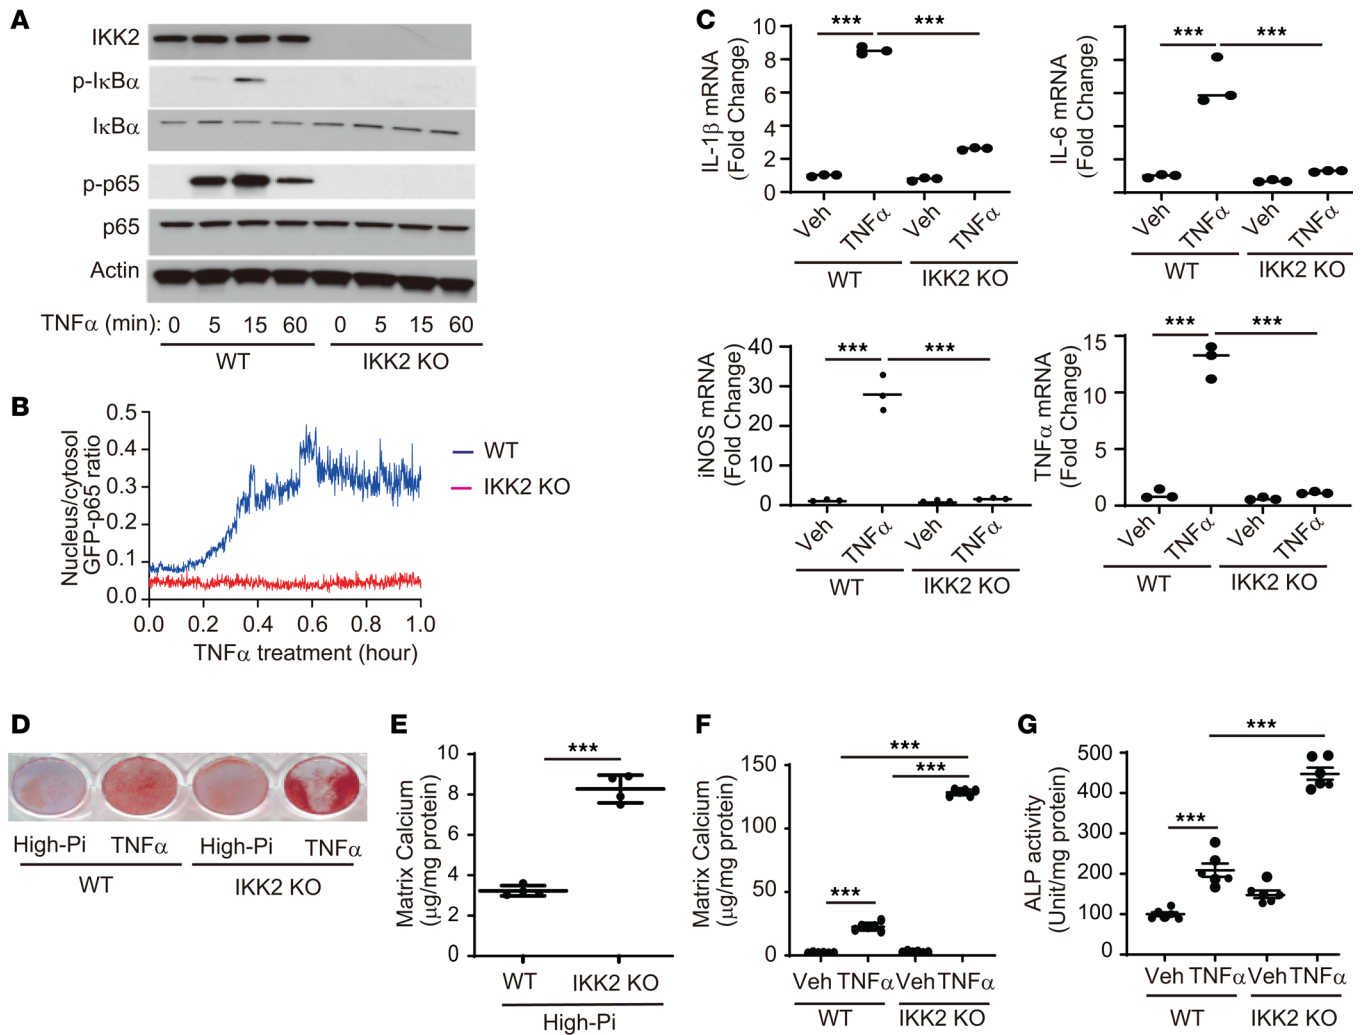 A
IKK2
p-IκBα
IκBα
p-p65
p65
Actin
TNFα (min): 0 5 15 60 0 5 15 60
WT IKK2 KO
B
Nucleus/cytosol
GFP-p65 ratio
0.5
0.4
0.3
0.2
0.1
0.0
0.0 0.2 0.4 0.6 0.8 1.0
TNFα treatment (hour)
WT
IKK2 KO
C
IL-1β mRNA
(Fold Change)
10
8
6
4
2
0
*** ***
Veh TNFα Veh TNFα
WT IKK2 KO
IL-6 mRNA
(Fold Change)
*** ***
Veh TNFα Veh TNFα
WT IKK2 KO
iNOS mRNA
(Fold Change)
40
30
20
10
0
*** ***
Veh TNFα Veh TNFα
WT IKK2 KO
TNFα mRNA
(Fold Change)
15
10
5
0
*** ***
Veh TNFα Veh TNFα
WT IKK2 KO
D
High-Pi TNFα High-Pi TNFα
WT IKK2 KO
E
Matrix Calcium
(μg/mg protein)
10
8
6
4
2
0
***
WT IKK2 KO
High-Pi
F
Matrix Calcium
(μg/mg protein)
150
100
50
0
***
***
***
Veh TNFα Veh TNFα
WT IKK2 KO
G
ALP activity
(Unit/mg protein)
500
400
300
200
100
0
***
***
Veh TNFα Veh TNFα
WT IKK2 KO